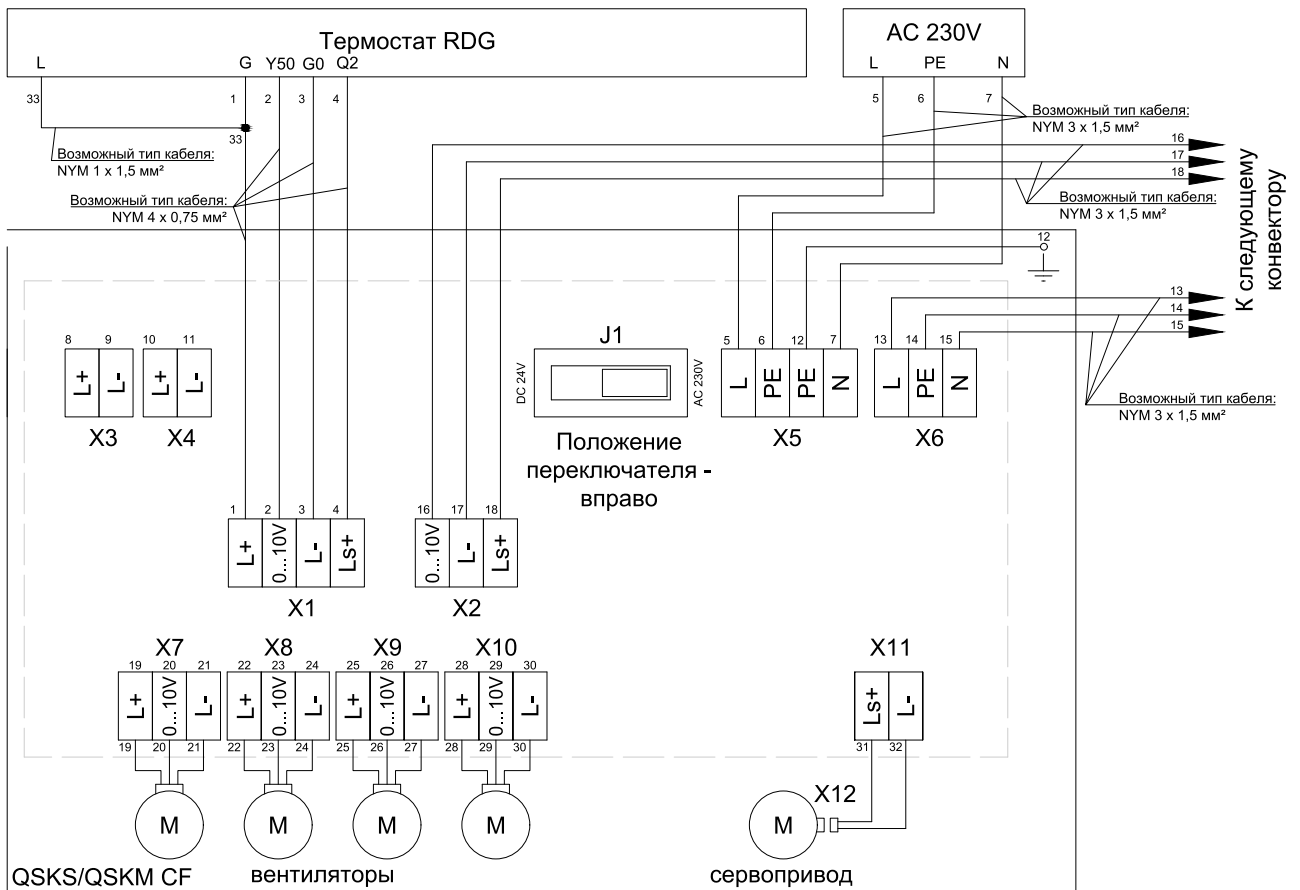 Термостат RDG
AC 230V
L G Y50 G0 Q2
L PE N
33 1 2 3 4
5 6 7
33
Возможный тип кабеля:
NYM 3 x 1,5 мм²
Возможный тип кабеля:
NYM 1 x 1,5 мм²
16
17
18
Возможный тип кабеля:
NYM 4 x 0,75 мм²
Возможный тип кабеля:
NYM 3 x 1,5 мм²
К следующему
конвектору
12
13
14
15
8 9 10 11
L+ L- L+ L-
X3 X4
J1
DC 24V
AC 230V
Положение
переключателя -
вправо
5 6 12 7
L PE PE N
X5
13 14 15
L PE N
X6
Возможный тип кабеля:
NYM 3 x 1,5 мм²
1 2 3 4
L+ 0...10V L- Ls+
X1
16 17 18
0...10V L- Ls+
X2
X7 X8 X9 X10 X11
19 20 21 22 23 24 25 26 27 28 29 30
L+ 0...10V L- L+ 0...10V L- L+ 0...10V L- L+ 0...10V L- Ls+ L-
19 20 21 22 23 24 25 26 27 28 29 30 31 32
X12
M M M M M
QSKS/QSKM CF
вентиляторы
сервопривод